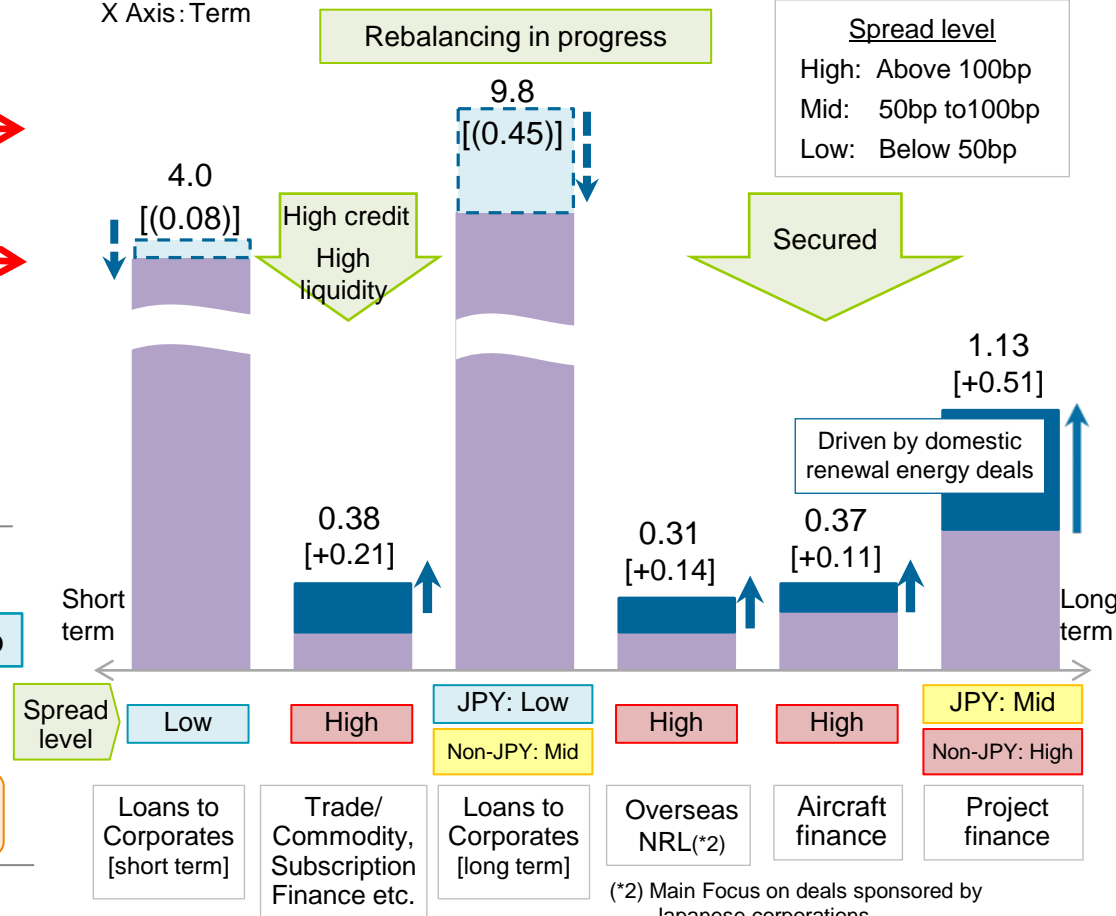 X Axis : Term
Rebalancing in progress
Spread level
High: Above 100bp
Mid: 50bp to100bp
Low: Below 50bp
9.8
[(0.45)]
4.0
[(0.08)]
High credit
High
liquidity
Secured
1.13
[+0.51]
Driven by domestic
renewal energy deals
0.38
[+0.21]
0.31
[+0.14]
0.37
[+0.11]
Short
term
Long
term
Spread
level
Low
High
JPY: Low
Non-JPY: Mid
High
High
JPY: Mid
Non-JPY: High
Loans to
Corporates
[short term]
Trade/
Commodity,
Subscription
Finance etc.
Loans to
Corporates
[long term]
Overseas
NRL(*2)
Aircraft
finance
Project
finance
(*2) Main Focus on deals sponsored by
Japanese corporations